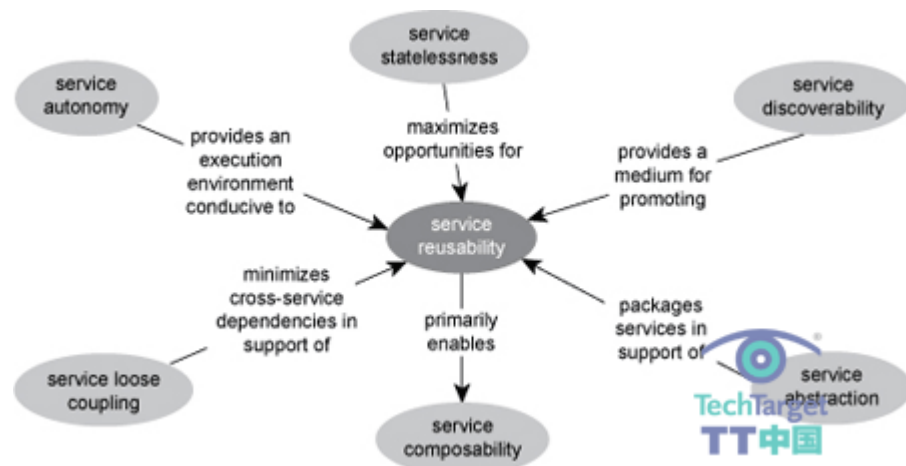 service
statelessness
service
autonomy
service
discoverability
maximizes
opportunities for
provides an
execution
environment
conducive to
provides a
medium for
promoting
service
reusability
minimizes
cross-service
dependencies in
support of
primarily
enables
packages
services in
support of
service loose
coupling
service
composability
service
abstraction
TechTarget
TT中国